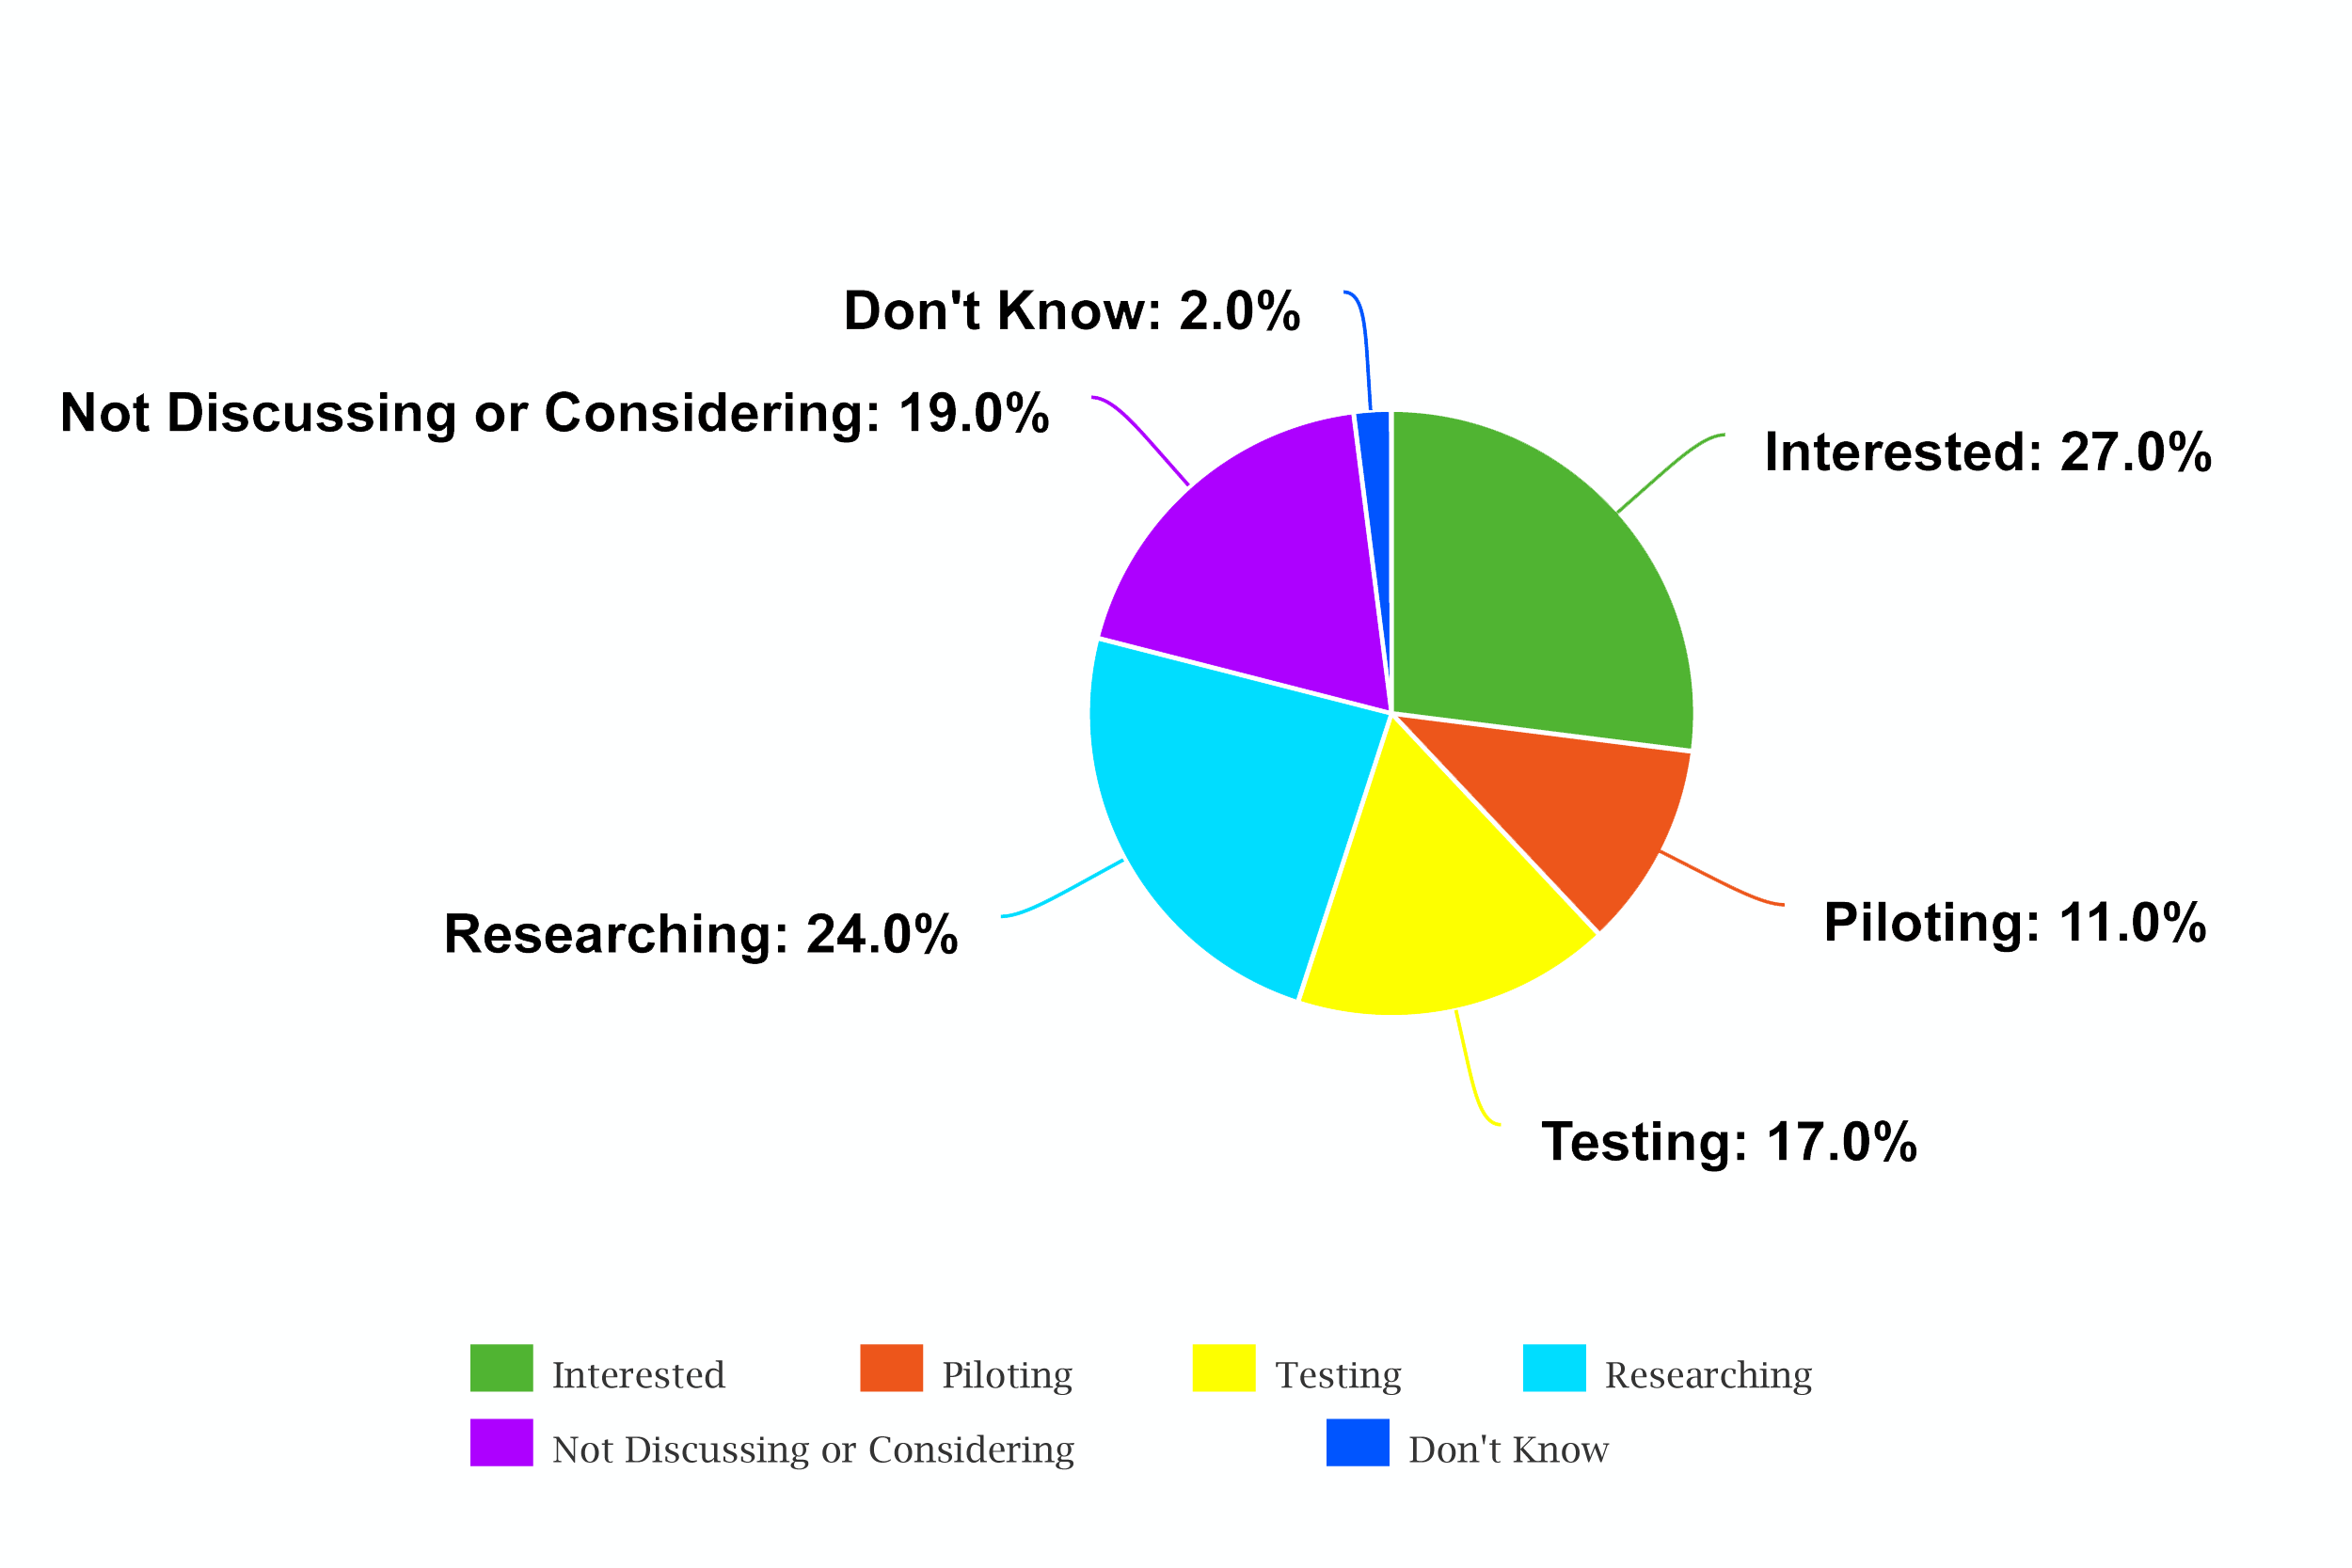 Don't Know: 2.0%
Not Discussing or Considering: 19.0%
Interested: 27.0%
Researching: 24.0%
Piloting: 11.0%
Testing: 17.0%
Interested
Piloting
Testing
Researching
Not Discussing or Considering
Don't Know